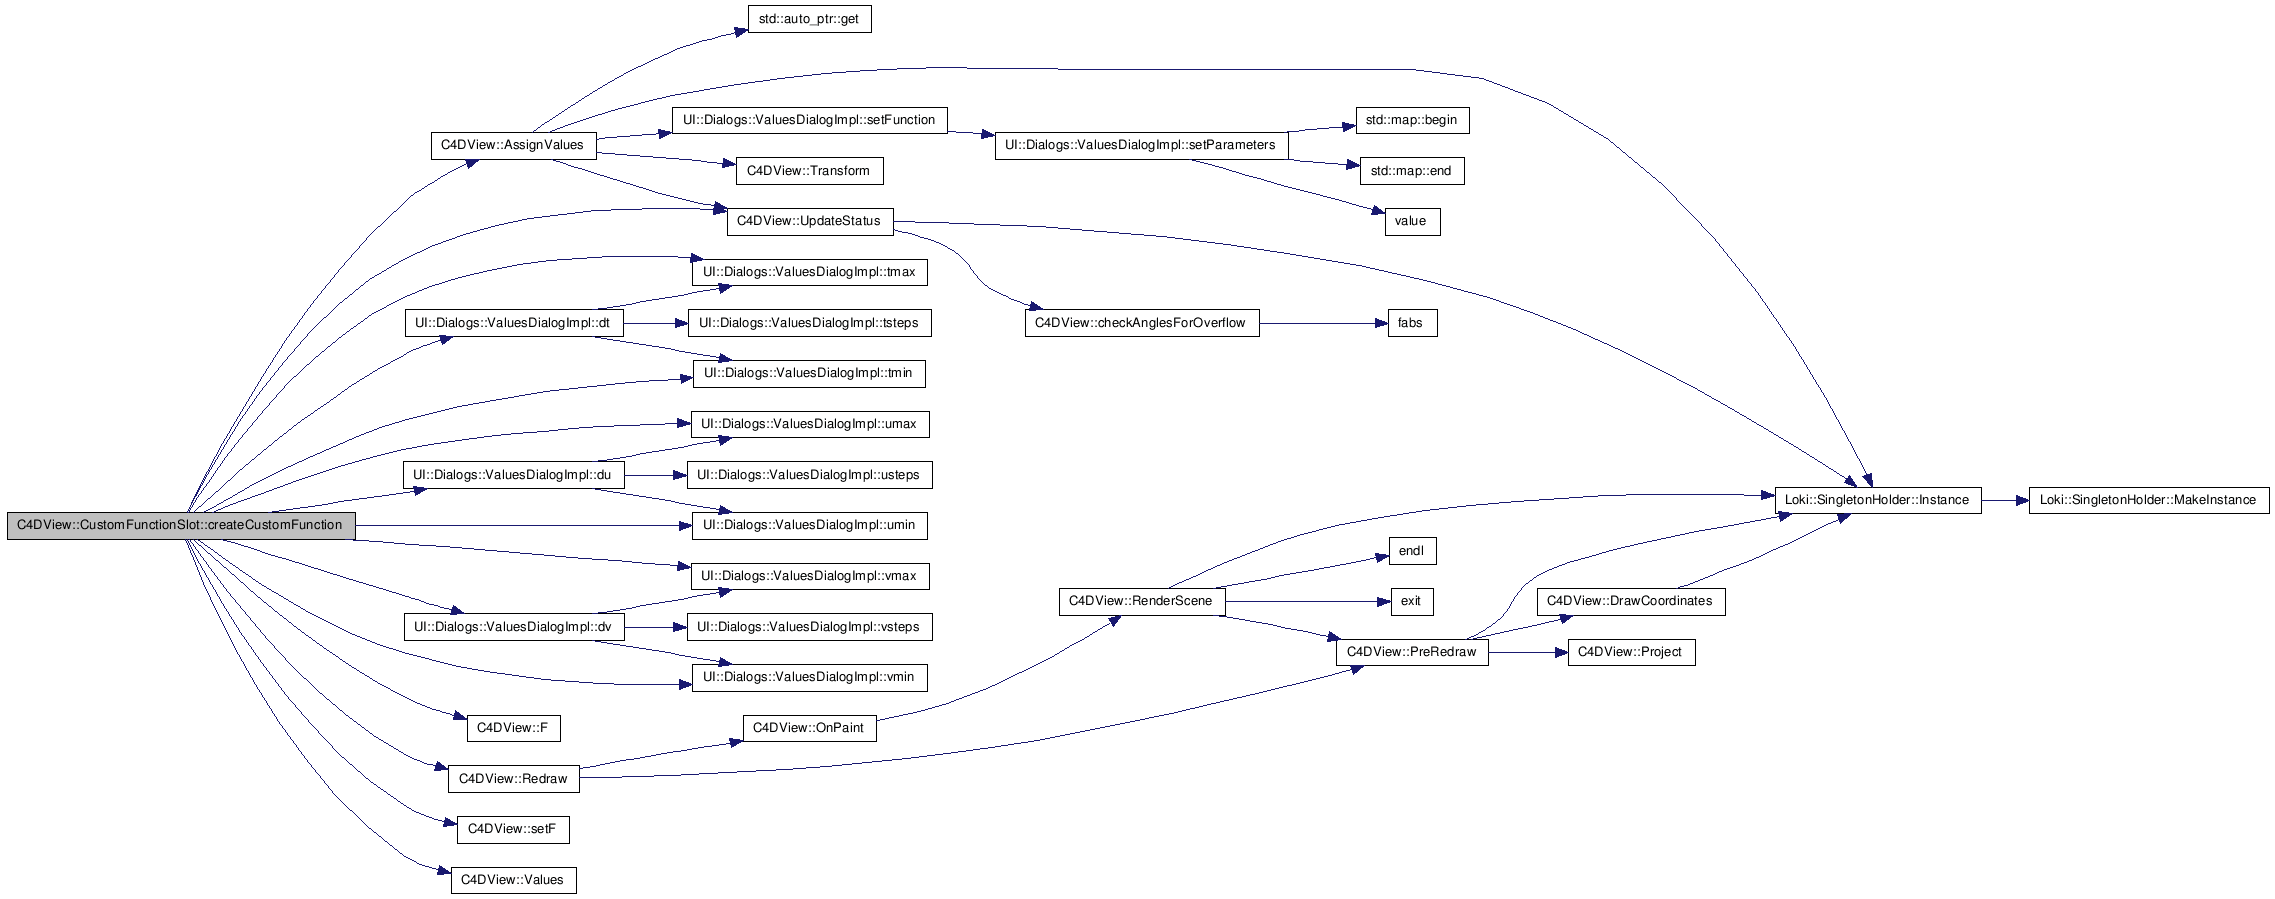 std::auto_ptr::get
UI::Dialogs::ValuesDialogImpl::setFunction
std::map::begin
C4DView::AssignValues
UI::Dialogs::ValuesDialogImpl::setParameters
C4DView::Transform
std::map::end
C4DView::UpdateStatus
value
UI::Dialogs::ValuesDialogImpl::tmax
UI::Dialogs::ValuesDialogImpl::dt
UI::Dialogs::ValuesDialogImpl::tsteps
C4DView::checkAnglesForOverflow
fabs
UI::Dialogs::ValuesDialogImpl::tmin
UI::Dialogs::ValuesDialogImpl::umax
UI::Dialogs::ValuesDialogImpl::du
UI::Dialogs::ValuesDialogImpl::usteps
Loki::SingletonHolder::Instance
Loki::SingletonHolder::MakeInstance
C4DView::CustomFunctionSlot::createCustomFunction
UI::Dialogs::ValuesDialogImpl::umin
endl
UI::Dialogs::ValuesDialogImpl::vmax
C4DView::RenderScene
exit
C4DView::DrawCoordinates
UI::Dialogs::ValuesDialogImpl::dv
UI::Dialogs::ValuesDialogImpl::vsteps
C4DView::PreRedraw
C4DView::Project
UI::Dialogs::ValuesDialogImpl::vmin
C4DView::F
C4DView::OnPaint
C4DView::Redraw
C4DView::setF
C4DView::Values